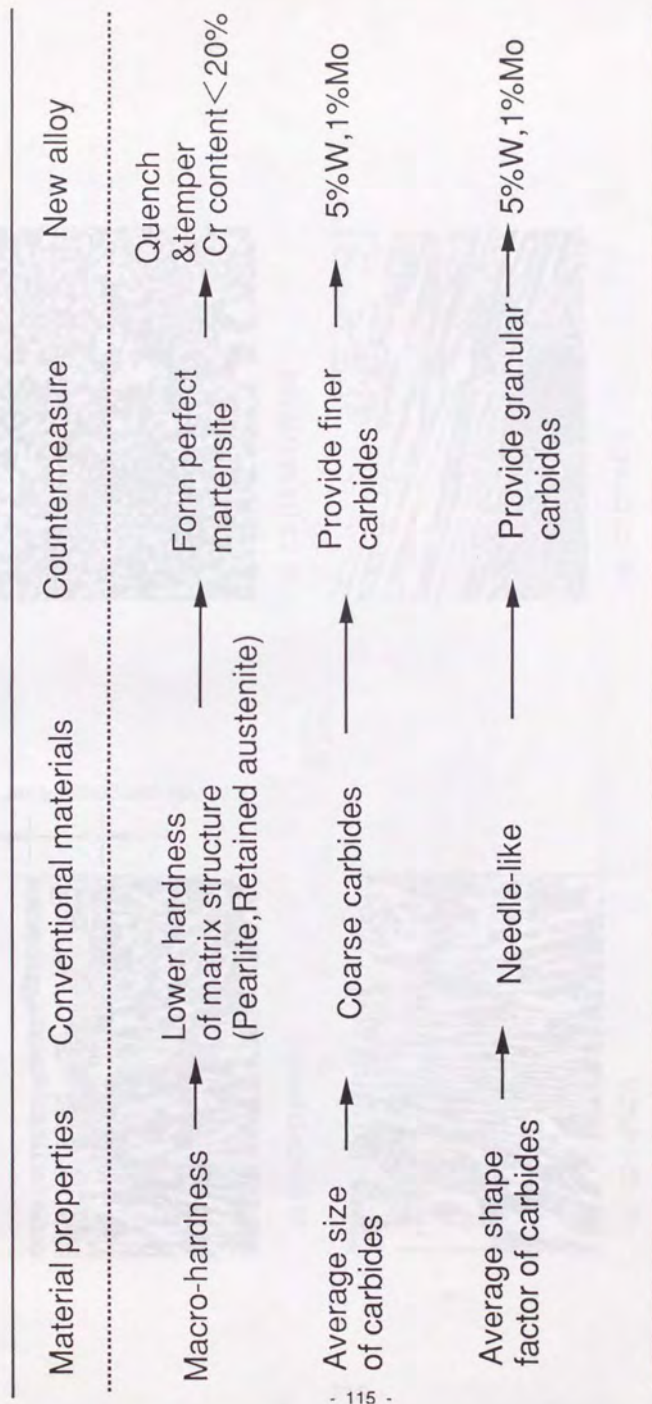 Material properties Conventional materials Countermeasure New alloy
Macro-hardness → Lower hardness of matrix structure (Pearlite,Retained austenite) → Form perfect martensite → Quench &temper Cr content<20%
Average size of carbides → Coarse carbides → Provide finer carbides → 5%W,1%Mo
Average shape factor of carbides → Needle-like → Provide granular carbides → 5%W,1%Mo
- 115 -